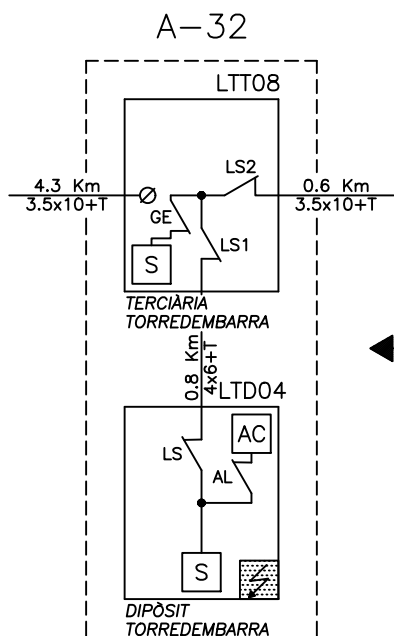 A-32
LTT08
LS2
4.3 Km
3.5x10+T
0.6 Km
3.5x10+T
GE
LS1
S
TERCIÀRIA
TORREDEMBARRA
0.8 Km
4x6+T
LTD04
AC
LS
AL
S
DIPÒSIT
TORREDEMBARRA